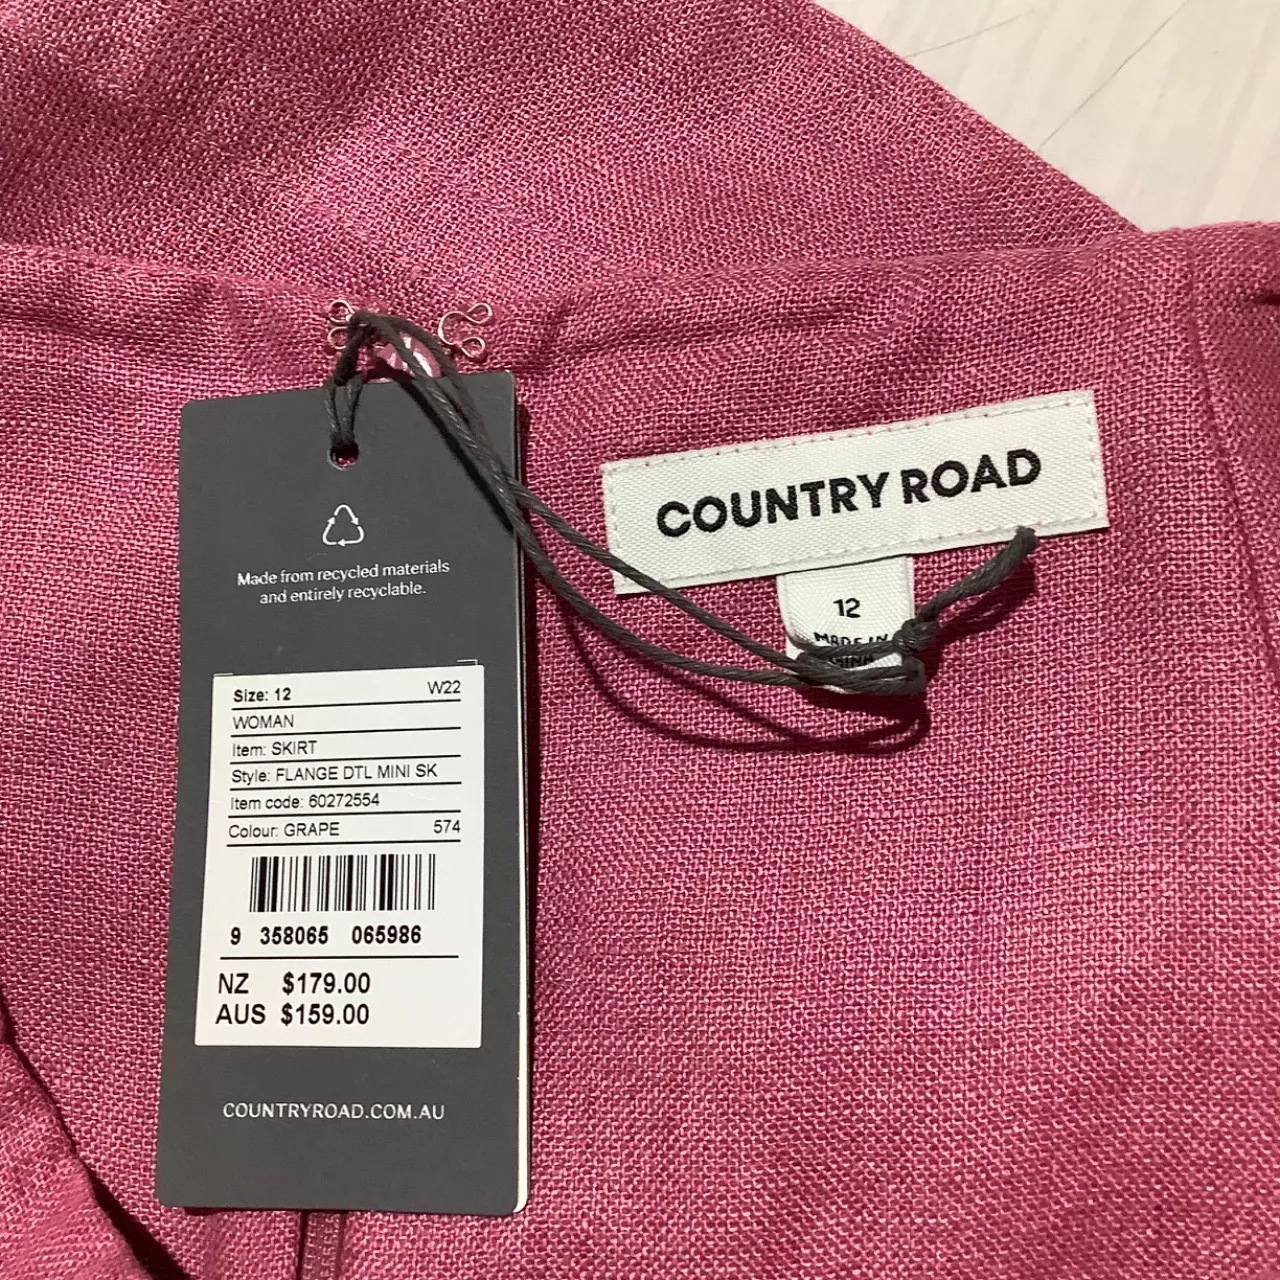 Made from recycled materials
and entirely recyclable.
Size: 12 W22
WOMAN
Item: SKIRT
Style: FLANGE DTL MINI SK
Item code: 60272554
Colour: GRAPE 574
9 358065 065986
NZ $179.00
AUS $159.00
COUNTRYROAD.COM.AU
COUNTRY ROAD
12
MADE IN